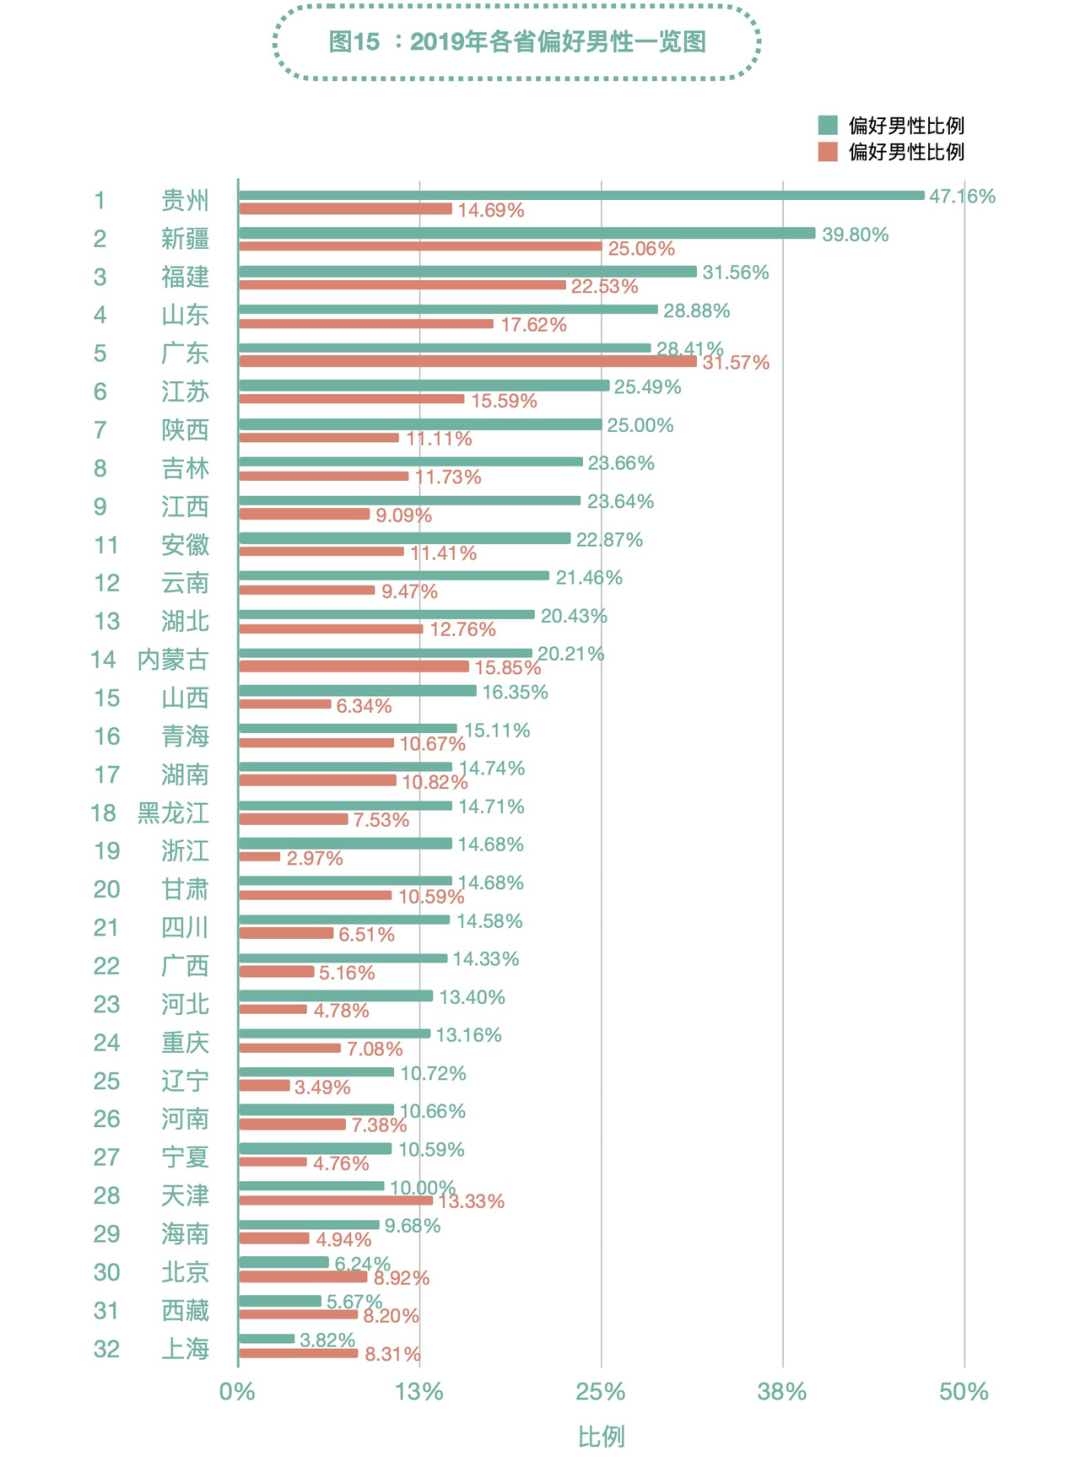 图15 ：2019年各省偏好男性一览图
偏好男性比例
偏好男性比例
1 贵州 47.16%
14.69%
2 新疆 39.80%
25.06%
3 福建 31.56%
22.53%
4 山东 28.88%
17.62%
5 广东 28.41%
31.57%
6 江苏 25.49%
15.59%
7 陕西 25.00%
11.11%
8 吉林 23.66%
11.73%
9 江西 23.64%
9.09%
11 安徽 22.87%
11.41%
12 云南 21.46%
9.47%
13 湖北 20.43%
12.76%
14 内蒙古 20.21%
15.85%
15 山西 16.35%
6.34%
16 青海 15.11%
10.67%
17 湖南 14.74%
10.82%
18 黑龙江 14.71%
7.53%
19 浙江 14.68%
2.97%
20 甘肃 14.68%
10.59%
21 四川 14.58%
6.51%
22 广西 14.33%
5.16%
23 河北 13.40%
4.78%
24 重庆 13.16%
7.08%
25 辽宁 10.72%
3.49%
26 河南 10.66%
7.38%
27 宁夏 10.59%
4.76%
28 天津 10.00%
13.33%
29 海南 9.68%
4.94%
30 北京 6.24%
8.92%
31 西藏 5.67%
8.20%
32 上海 3.82%
8.31%
0% 13% 25% 38% 50%
比例